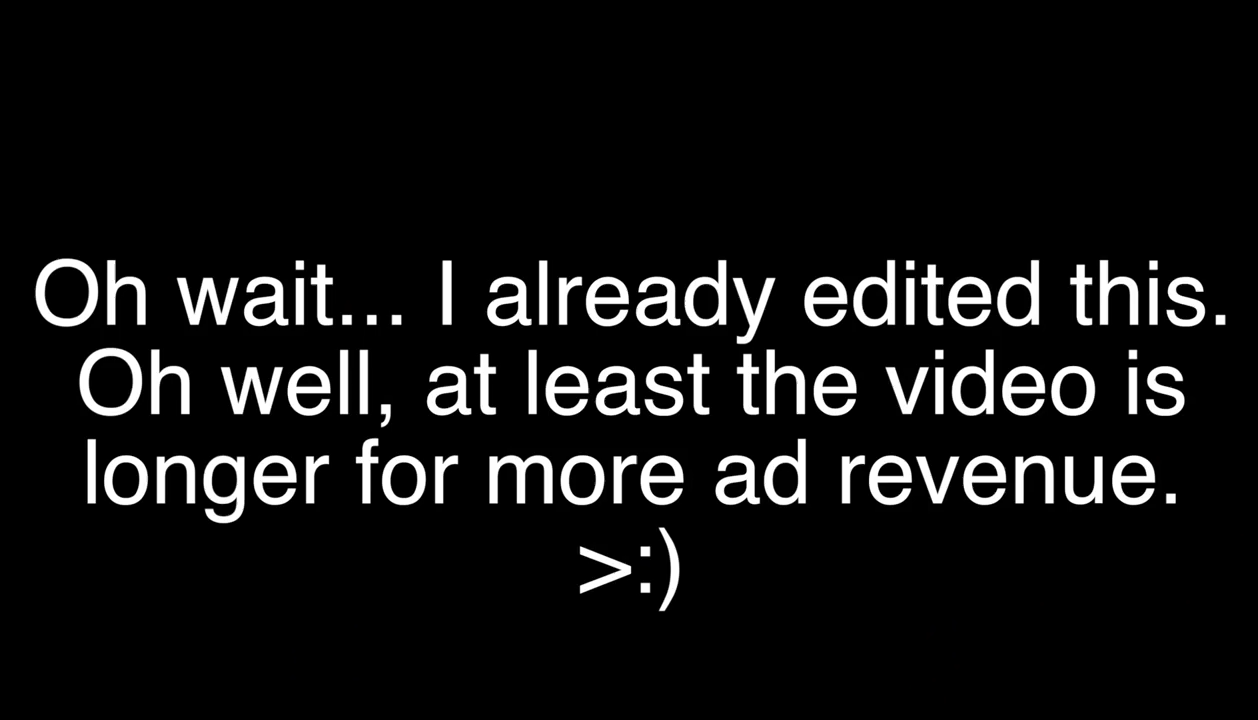 Oh wait... I already edited this.
Oh well, at least the video is
longer for more ad revenue.
>:)